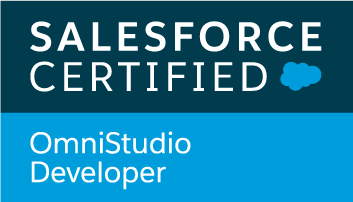 SALESFORCE
CERTIFIED
OmniStudio
Developer